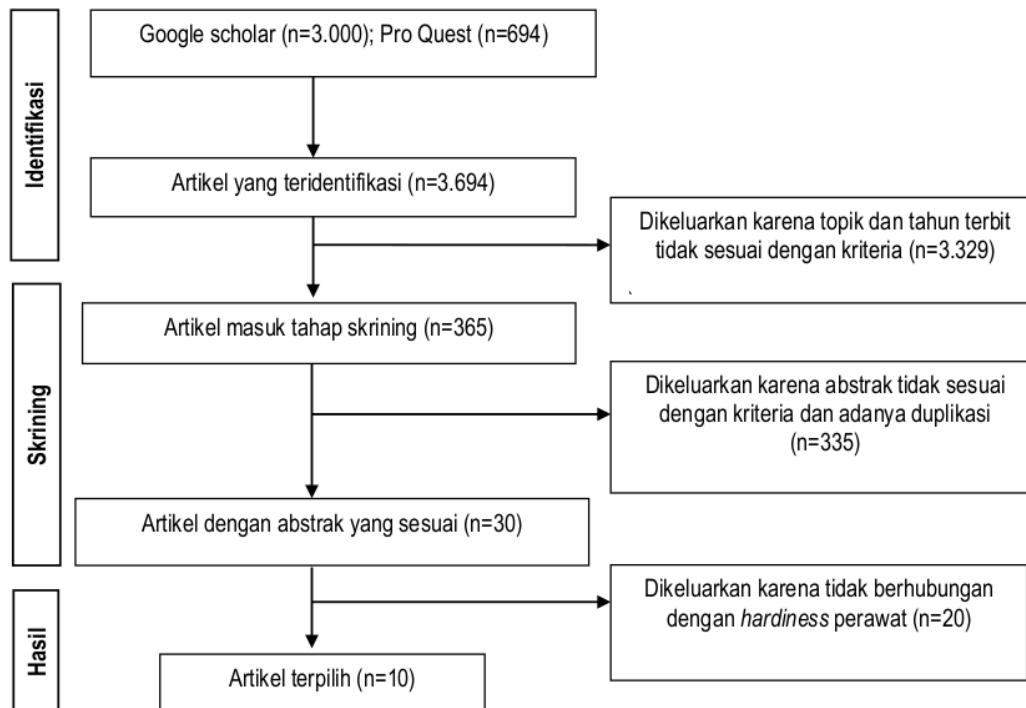 Identifikasi
Google scholar (n=3.000); Pro Quest (n=694)
Artikel yang teridentifikasi (n=3.694)
Dikeluarkan karena topik dan tahun terbit
tidak sesuai dengan kriteria (n=3.329)
Skrining
Artikel masuk tahap skrining (n=365)
Dikeluarkan karena abstrak tidak sesuai
dengan kriteria dan adanya duplikasi
(n=335)
Artikel dengan abstrak yang sesuai (n=30)
Hasil
Dikeluarkan karena tidak berhubungan
dengan hardiness perawat (n=20)
Artikel terpilih (n=10)